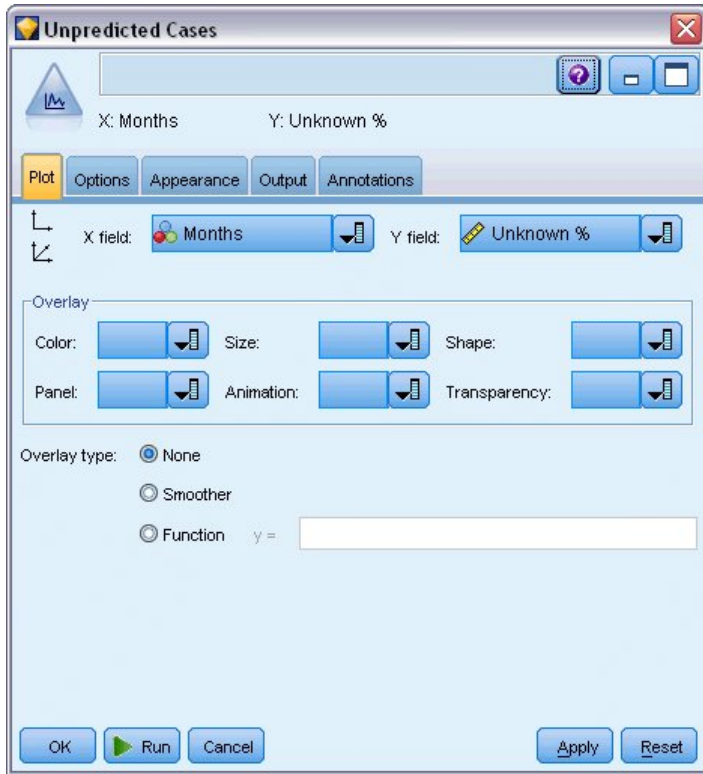 Unpredicted Cases
X: Months Y: Unknown %
Plot Options Appearance Output Annotations
X field: Months Y field: Unknown %
Overlay
Color: Size: Shape:
Panel: Animation: Transparency:
Overlay type: None
Smoother
Function y =
OK Run Cancel Apply Reset